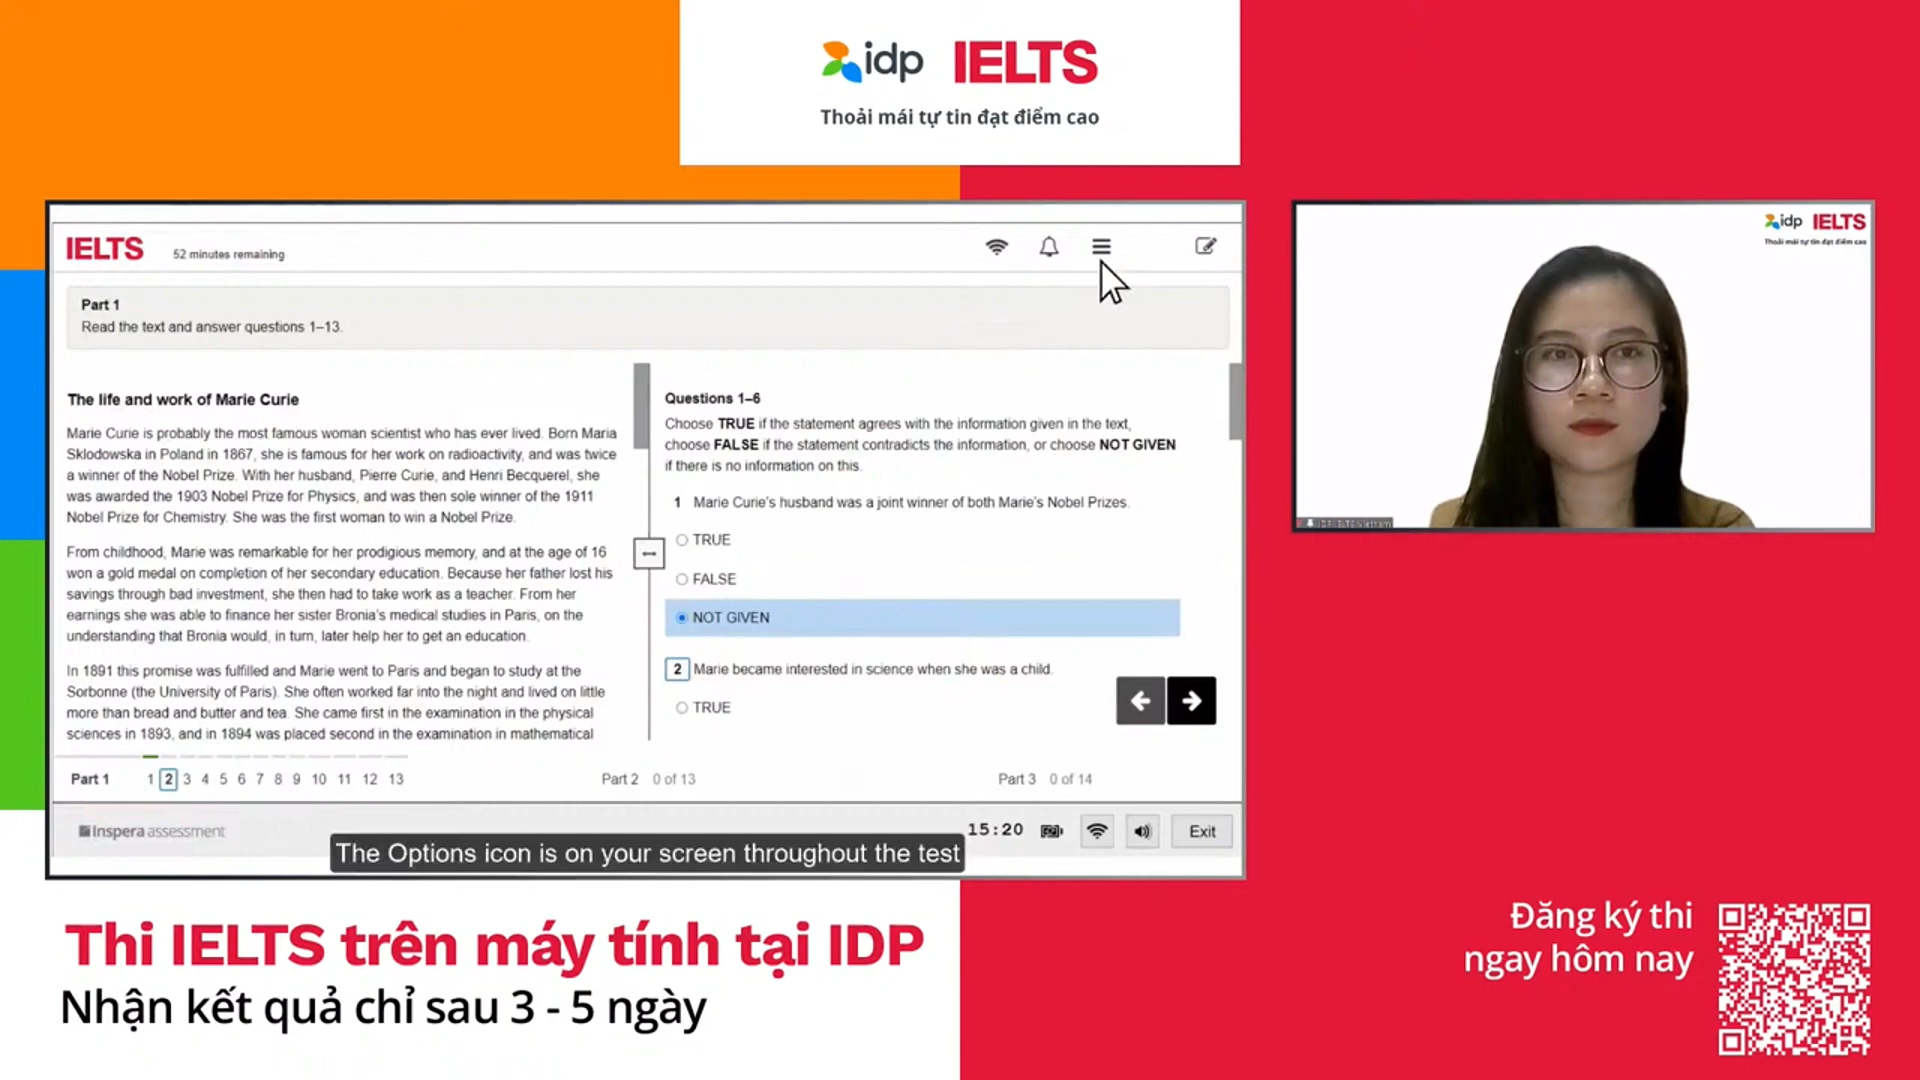 idp IELTS
Thoải mái tự tin đạt điểm cao
IELTS
52 minutes remaining
Part 1
Read the text and answer questions 1–13.
The life and work of Marie Curie
Marie Curie is probably the most famous woman scientist who has ever lived. Born Maria
Sklodowska in Poland in 1867, she is famous for her work on radioactivity, and was twice
a winner of the Nobel Prize. With her husband, Pierre Curie, and Henri Becquerel, she
was awarded the 1903 Nobel Prize for Physics, and was then sole winner of the 1911
Nobel Prize for Chemistry. She was the first woman to win a Nobel Prize.
From childhood, Marie was remarkable for her prodigious memory, and at the age of 16
won a gold medal on completion of her secondary education. Because her father lost his
savings through bad investment, she then had to take work as a teacher. From her
earnings she was able to finance her sister Bronia's medical studies in Paris, on the
understanding that Bronia would, in turn, later help her to get an education.
In 1891 this promise was fulfilled and Marie went to Paris and began to study at the
Sorbonne (the University of Paris). She often worked far into the night and lived on little
more than bread and butter and tea. She came first in the examination in the physical
sciences in 1893, and in 1894 was placed second in the examination in mathematical
Questions 1–6
Choose TRUE if the statement agrees with the information given in the text,
choose FALSE if the statement contradicts the information, or choose NOT GIVEN
if there is no information on this.
1 Marie Curie's husband was a joint winner of both Marie's Nobel Prizes.
TRUE
FALSE
NOT GIVEN
2 Marie became interested in science when she was a child.
TRUE
Part 1 1 2 3 4 5 6 7 8 9 10 11 12 13 Part 2 0 of 13 Part 3 0 of 14
Inspera assessment
15:20
Exit
The Options icon is on your screen throughout the test
idp IELTS
Thoải mái tự tin đạt điểm cao
IDP IELTS Vietnam
Thi IELTS trên máy tính tại IDP
Nhận kết quả chỉ sau 3 - 5 ngày
Đăng ký thi
ngay hôm nay